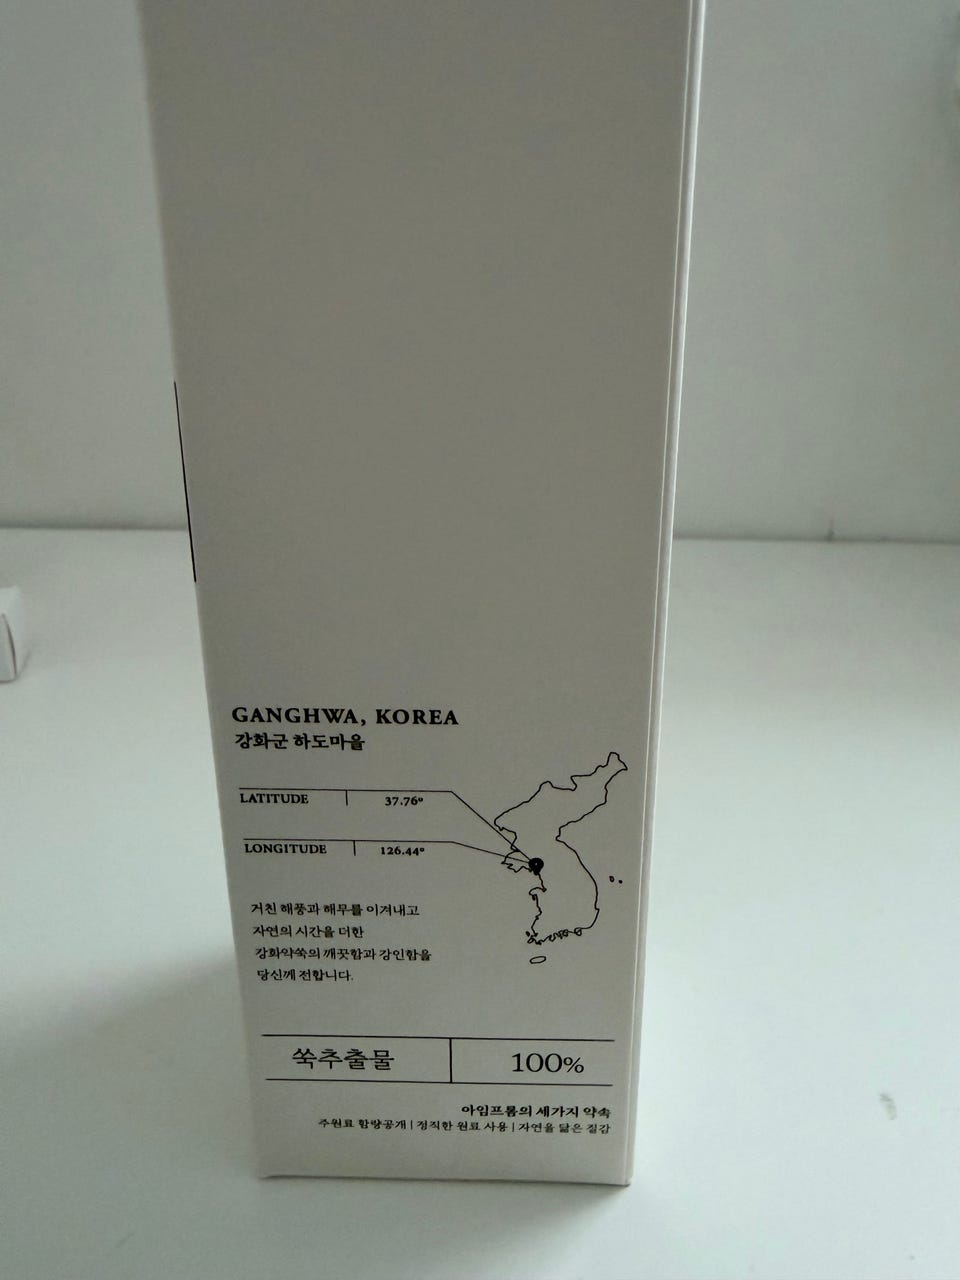 GANGHWA, KOREA
강화군 하도마을
LATITUDE | 37.76°
LONGITUDE | 126.44°
거친 해풍과 해무를 이겨내고
자연의 시간을 더한
강화약쑥의 깨끗함과 강인함을
당신께 전합니다.
쑥추출물 | 100%
아임프롬의 세가지 약속
주원료 함량공개 | 정직한 원료 사용 | 자연을 닮은 질감